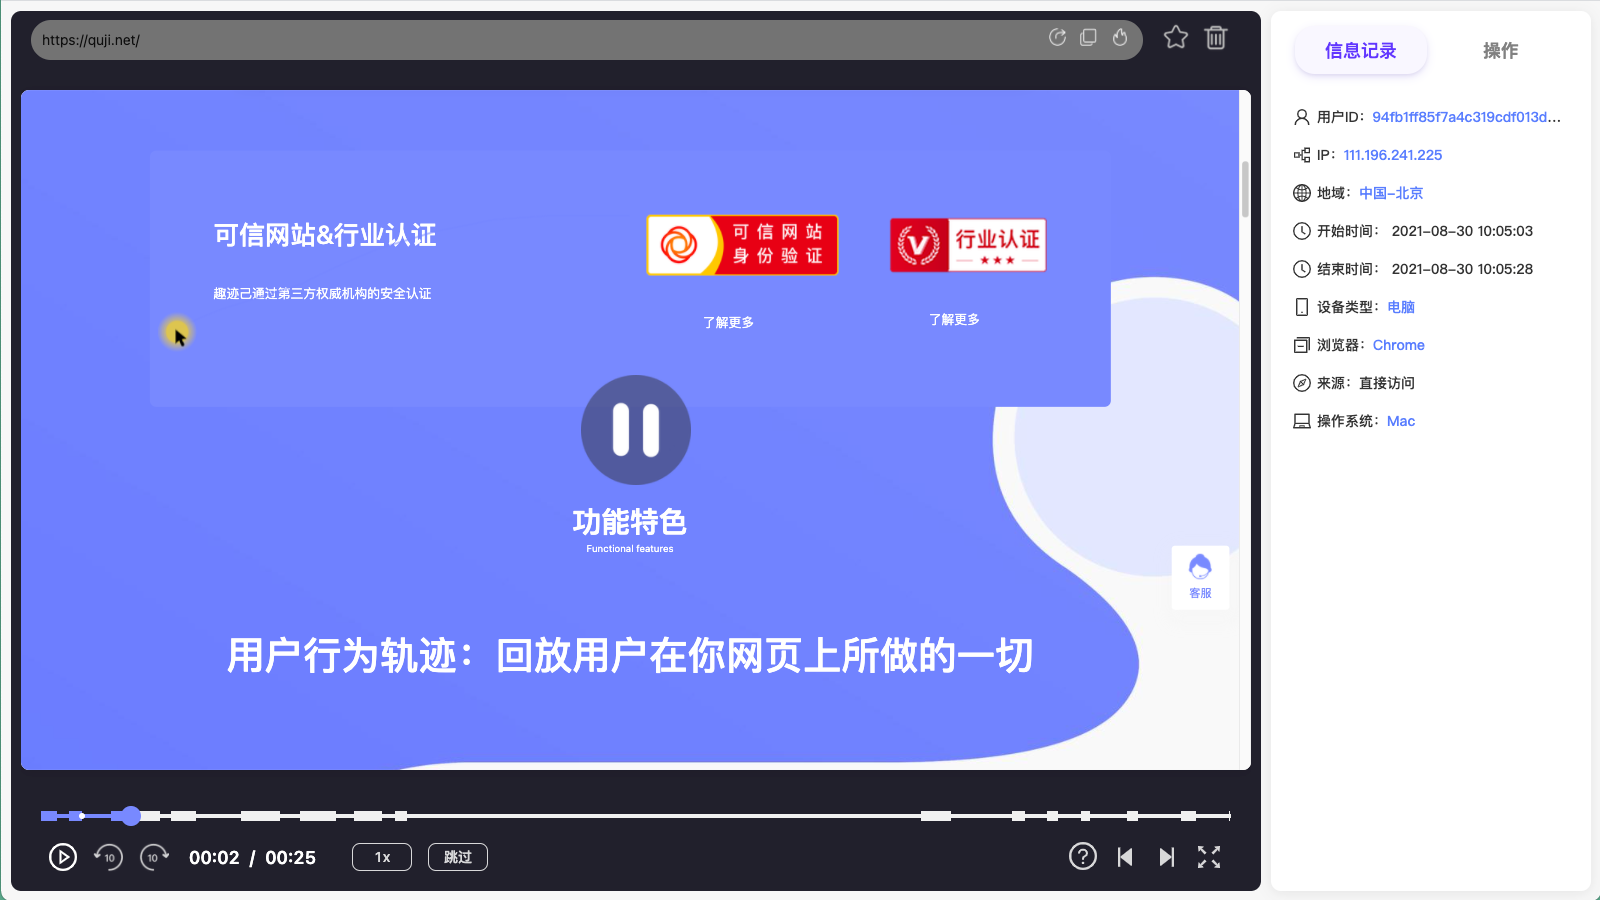 https://quji.net/
信息记录
操作
可信网站&行业认证
趣迹己通过第三方权威机构的安全认证
可信网站
身份验证
了解更多
行业认证
了解更多
功能特色
Functional features
用户行为轨迹：回放用户在你网页上所做的一切
客服
用户ID：94fb1ff85f7a4c319cdf013d...
IP：111.196.241.225
地域：中国-北京
开始时间： 2021-08-30 10:05:03
结束时间： 2021-08-30 10:05:28
设备类型：电脑
浏览器：Chrome
来源：直接访问
操作系统：Mac
10
10
00:02 / 00:25
1x
跳过